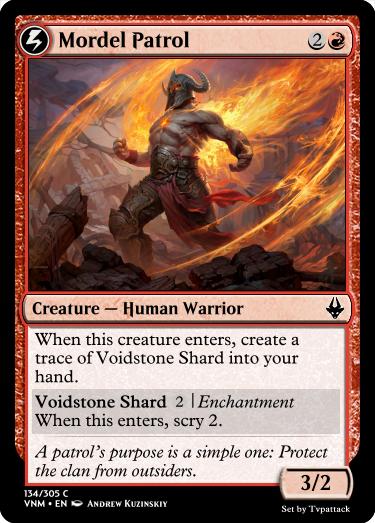 Mordel Patrol 2
Creature — Human Warrior
When this creature enters, create a
trace of Voidstone Shard into your
hand.
Voidstone Shard 2 | Enchantment
When this enters, scry 2.
A patrol's purpose is a simple one: Protect
the clan from outsiders.
3/2
134/305 C
VNM • EN Andrew Kuzinskiy
Set by Tvpattack